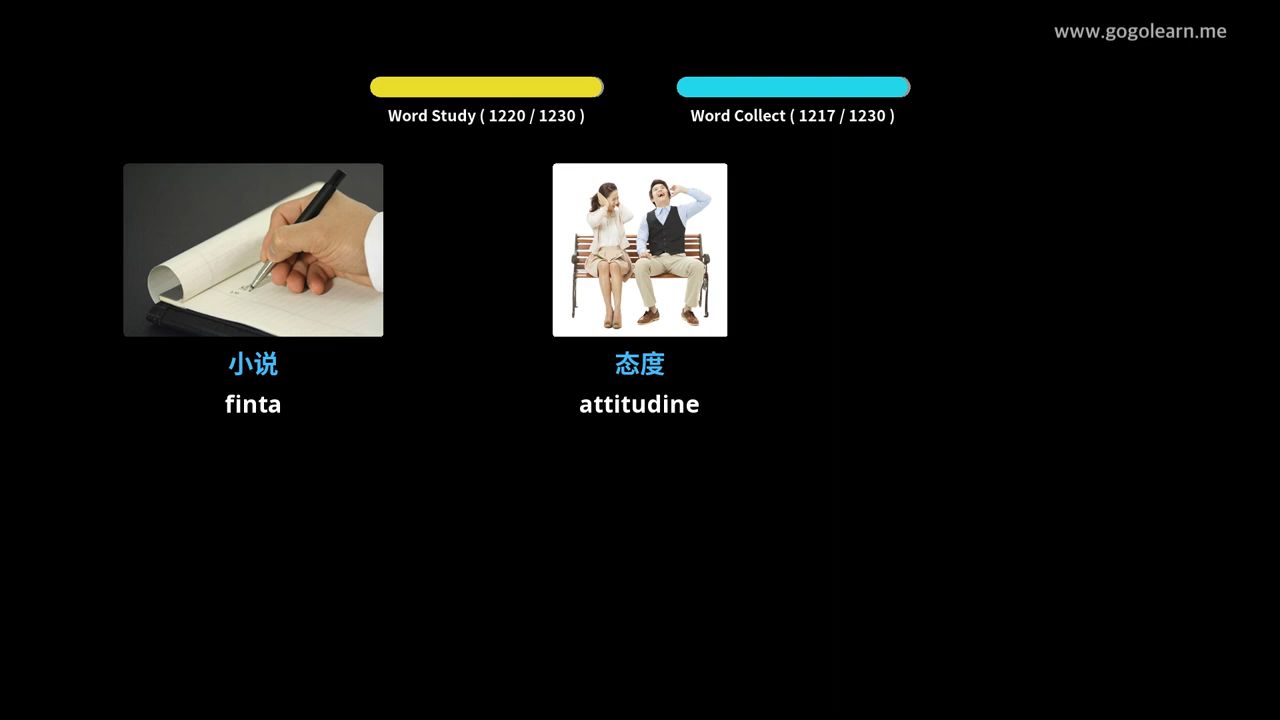 www.gogolearn.me
Word Study ( 1220 / 1230 )
Word Collect ( 1217 / 1230 )
小说
finta
态度
attitudine